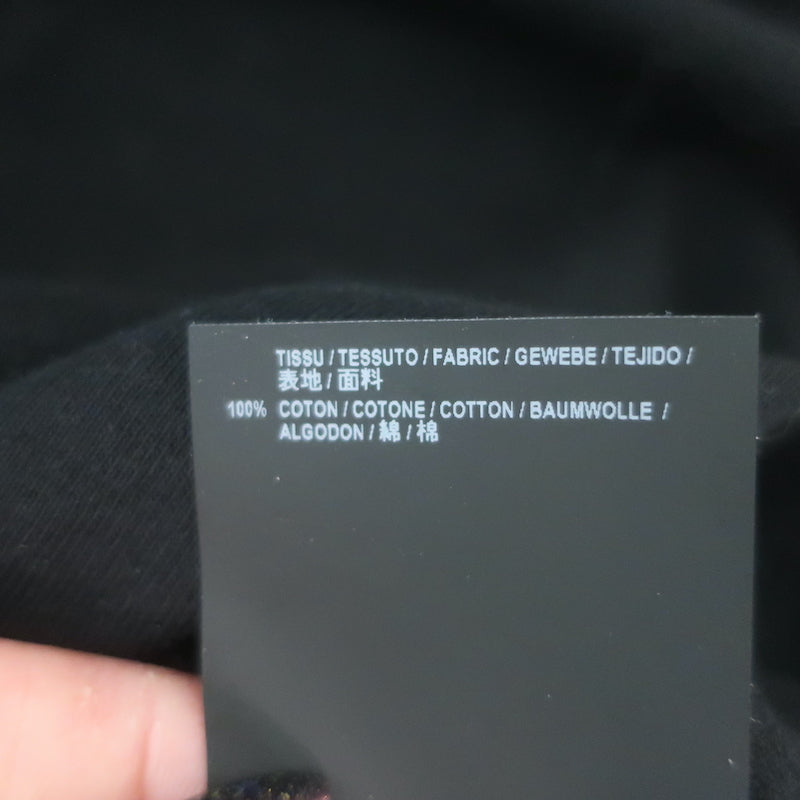 TISSU / TESSUTO / FABRIC / GEWEBE / TEJIDO /
表地 / 面料
100% COTON / COTONE / COTTON / BAUMWOLLE /
ALGODON / 綿 / 棉